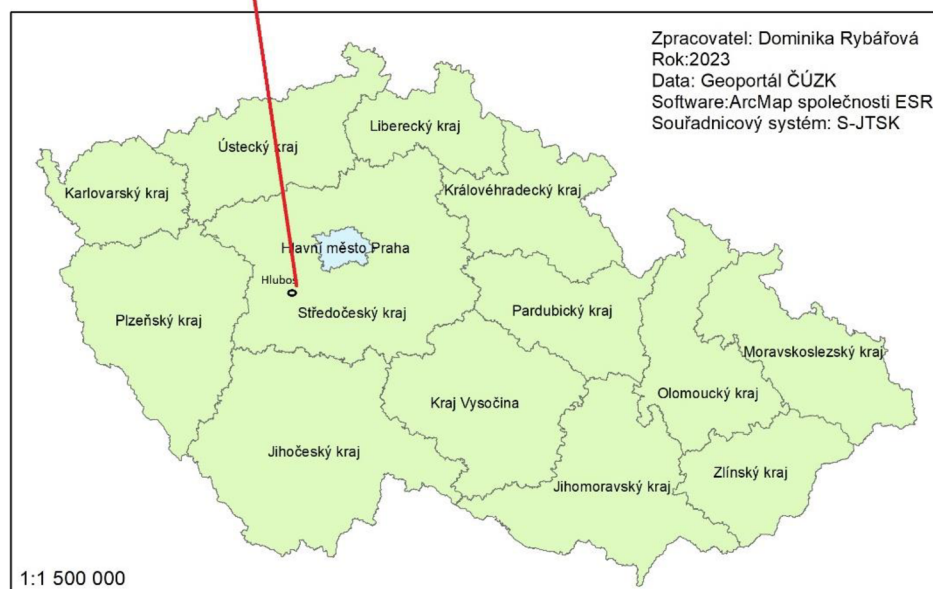 Zpracovatel: Dominika Rybářová
Rok:2023
Data: Geoportál ČÚZK
Software:ArcMap společnosti ESR
Souřadnicový systém: S-JTSK
Liberecký kraj
Ústecký kraj
Karlovarský kraj
Královéhradecký kraj
Hlavní město Praha
Hluboš
Plzeňský kraj
Středočeský kraj
Pardubický kraj
Moravskoslezský kraj
Olomoucký kraj
Kraj Vysočina
Jihočeský kraj
Zlínský kraj
Jihomoravský kraj
1:1 500 000